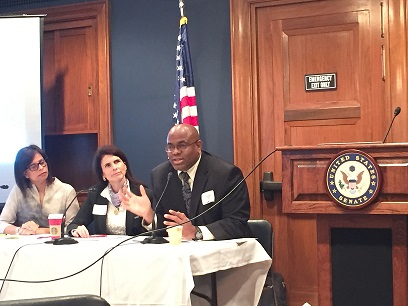 EMERGENCY
EXIT ONLY
UNITED STATES
SENATE